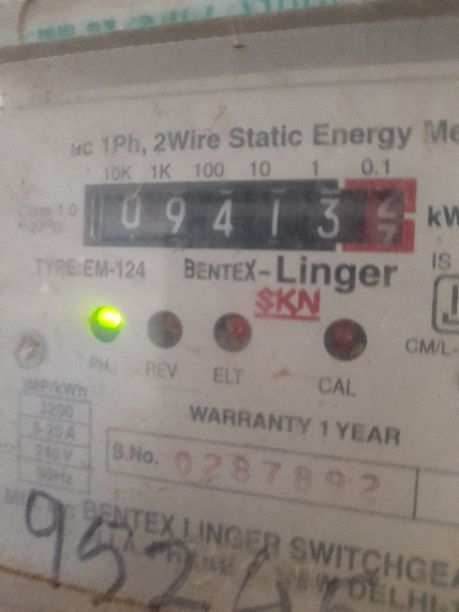 ac 1Ph, 2Wire Static Energy
10K 1K 100 10 1 0.1
Class-1.0
09413
TYPE:EM-124 BENTEX-Linger
SKN
IS
PH REV ELT CAL
CM/L-
IMP/kWh
3200
5-20 A
240 V
50Hz
WARRANTY 1 YEAR
S.No. 0287892
BENTEX LINGER SWITCHGEA
DELHI-